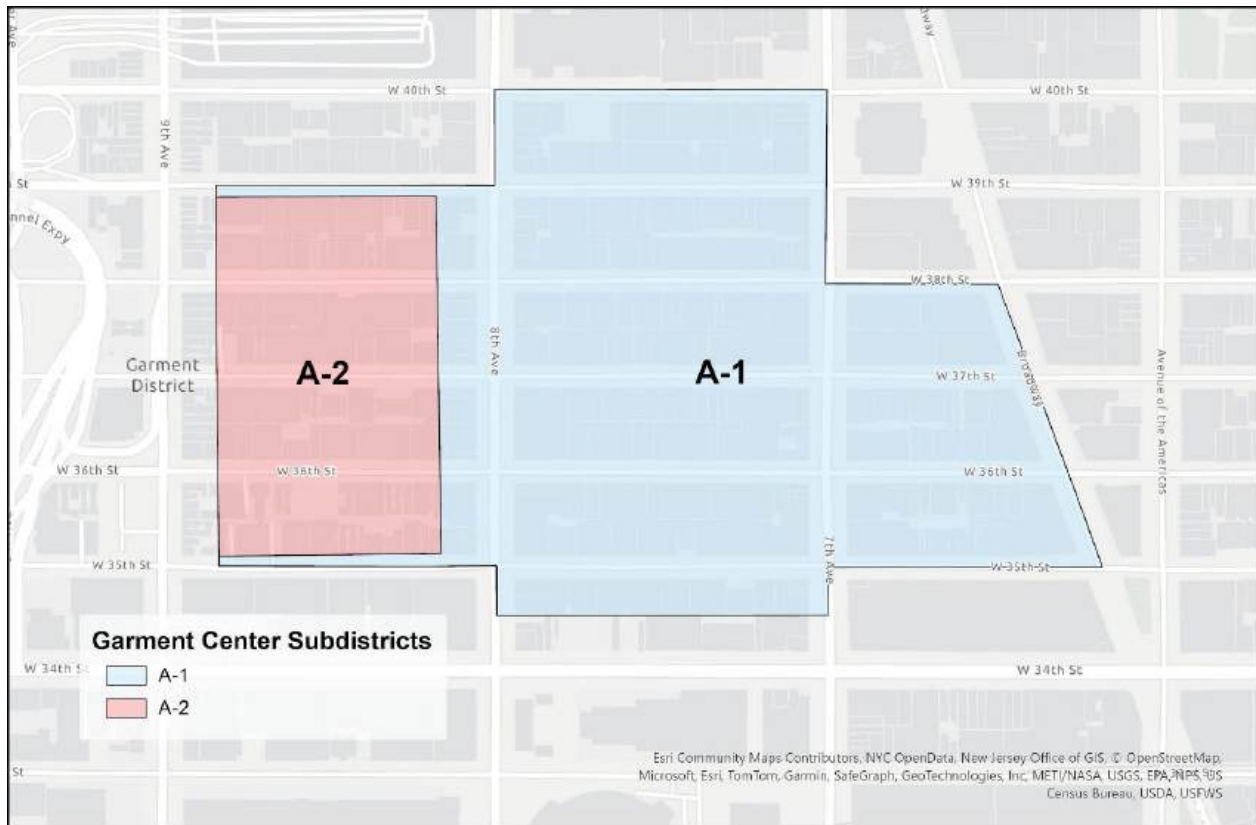 W 40th St
W 40th St
9th Ave
W 39th St
nnel Expy
W 38th St
8th Ave
Garment
District
A-2
A-1
W 37th St
Broadway
Avenue of the Americas
W 36th St
W 36th St
W 36th St
7th Ave
W 35th St
W 35th St
Garment Center Subdistricts
W 34th St
W 34th St
A-1
A-2
St
Esri Community Maps Contributors, NYC OpenData, New Jersey Office of GIS, © OpenStreetMap,
Microsoft, Esri, TomTom, Garmin, SafeGraph, GeoTechnologies, Inc, METI/NASA, USGS, EPA, NPS, US
Census Bureau, USDA, USFWS